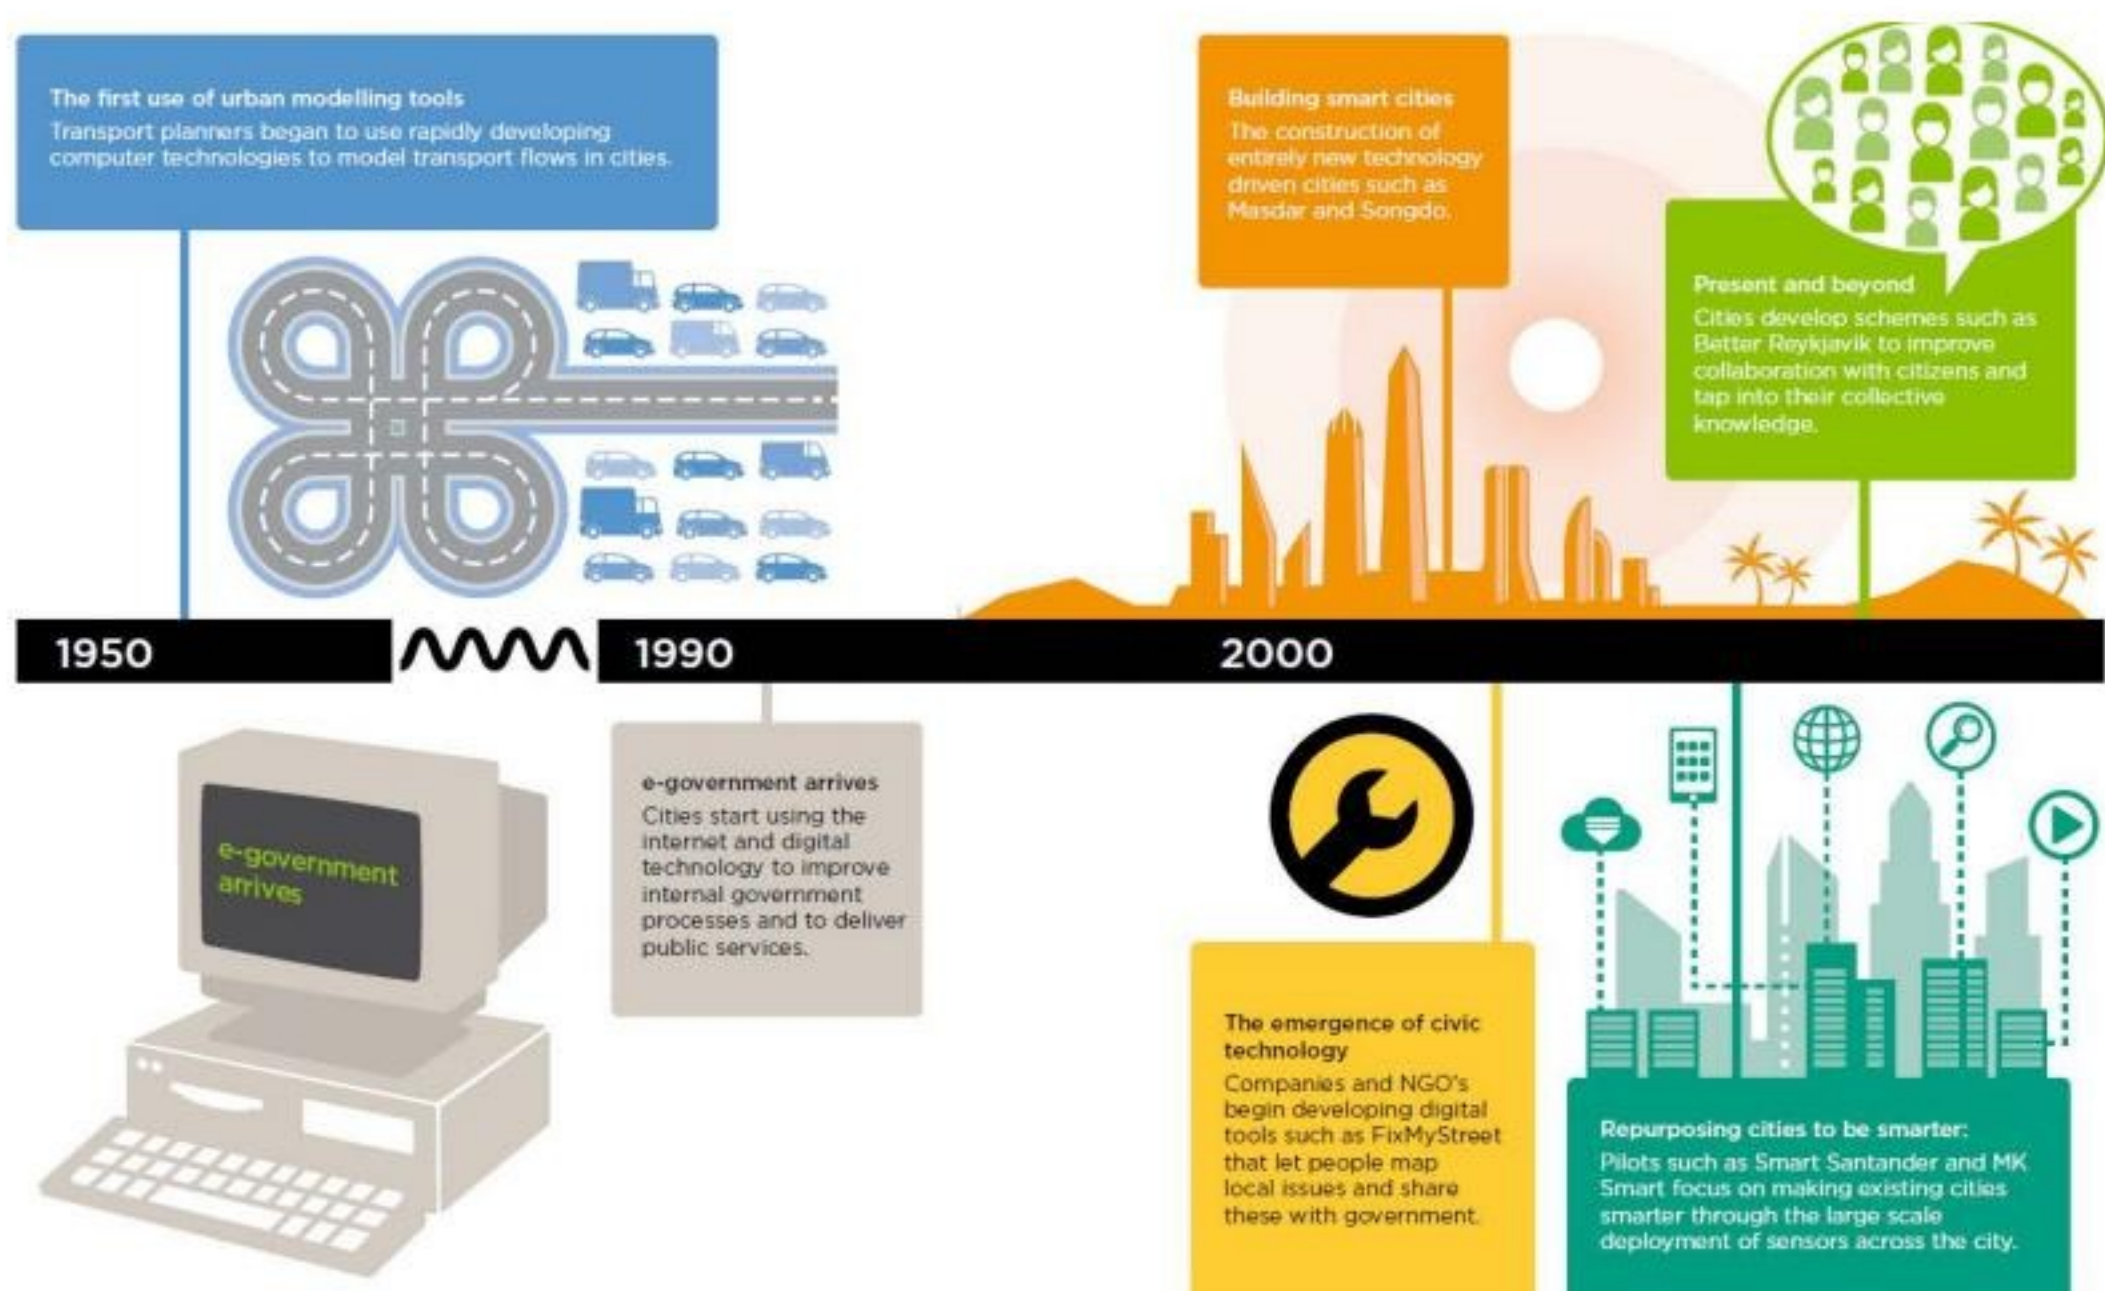 The first use of urban modelling tools
Transport planners began to use rapidly developing
computer technologies to model transport flows in cities.
Building smart cities
The construction of
entirely new technology
driven cities such as
Masdar and Songdo.
Present and beyond
Cities develop schemes such as
Better Reykjavik to improve
collaboration with citizens and
tap into their collective
knowledge.
1950
1990
2000
e-government
arrives
e-government arrives
Cities start using the
internet and digital
technology to improve
internal government
processes and to deliver
public services.
The emergence of civic
technology
Companies and NGO's
begin developing digital
tools such as FixMyStreet
that let people map
local issues and share
these with government.
Repurposing cities to be smarter:
Pilots such as Smart Santander and MK
Smart focus on making existing cities
smarter through the large scale
deployment of sensors across the city.